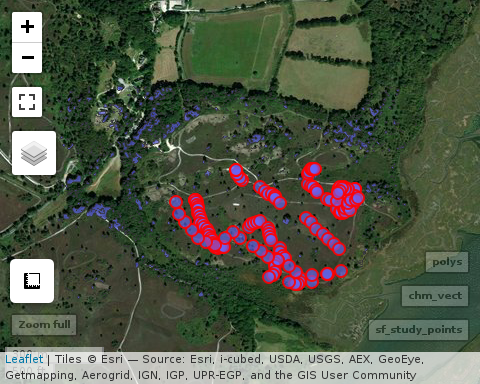 +
−
polys
chm_vect
Zoom full
sf_study_points
Leaflet | Tiles © Esri — Source: Esri, i-cubed, USDA, USGS, AEX, GeoEye,
Getmapping, Aerogrid, IGN, IGP, UPR-EGP, and the GIS User Community